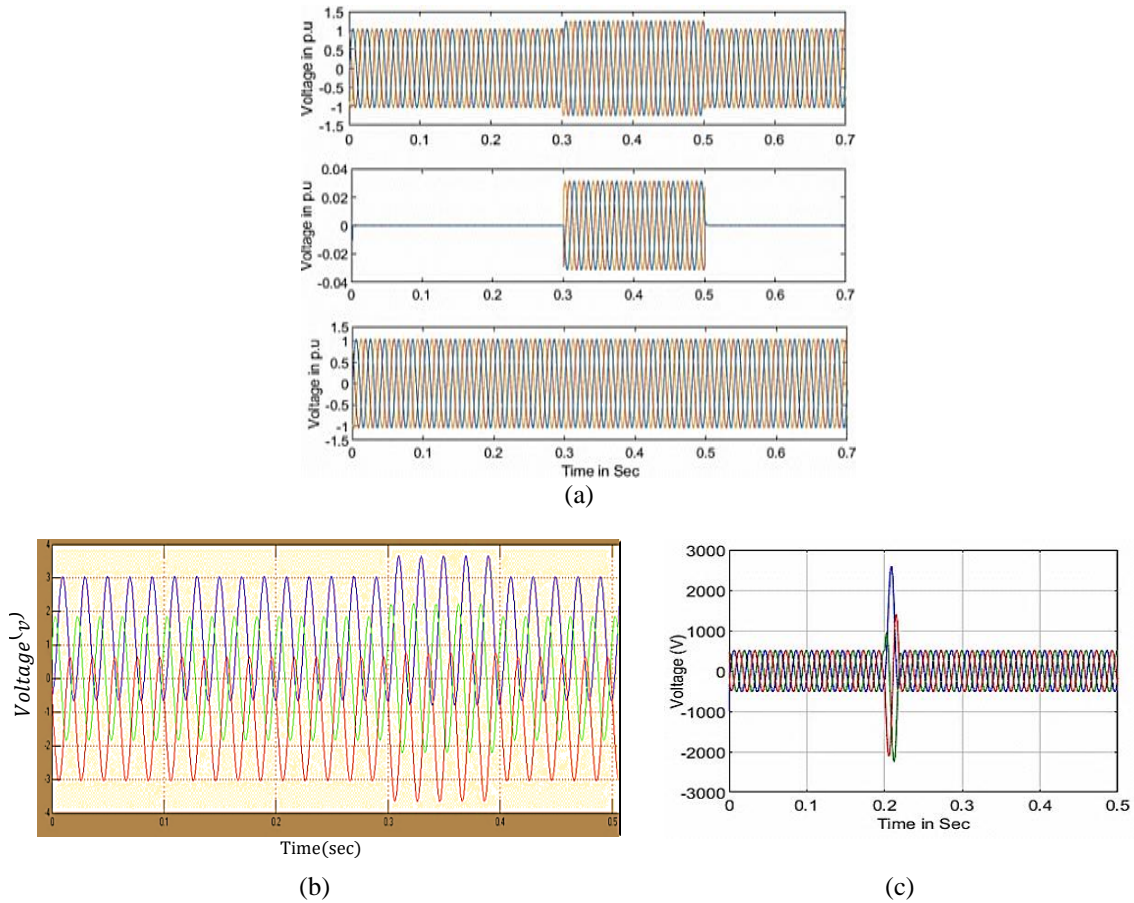 Voltage in p.u
1.5
1
0.5
0
-0.5
-1
-1.5
0 0.1 0.2 0.3 0.4 0.5 0.6 0.7
Voltage in p.u
0.04
0.02
0
-0.02
-0.04
0 0.1 0.2 0.3 0.4 0.5 0.6 0.7
Voltage in p.u
1.5
1
0.5
0
-0.5
-1
-1.5
0 0.1 0.2 0.3 0.4 0.5 0.6 0.7
Time in Sec
(a)
Voltage(v)
4
3
2
1
0
-1
-2
-3
-4
0 0.1 0.2 0.3 0.4 0.5
Time(sec)
(b)
Voltage (V)
3000
2000
1000
0
-1000
-2000
-3000
0 0.1 0.2 0.3 0.4 0.5
Time in Sec
(c)